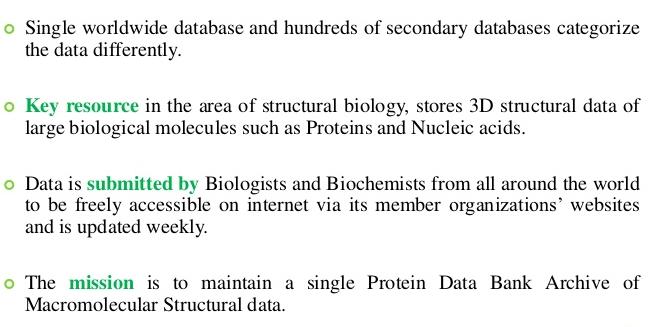 Single worldwide database and hundreds of secondary databases categorize
the data differently.
Key resource in the area of structural biology, stores 3D structural data of
large biological molecules such as Proteins and Nucleic acids.
Data is submitted by Biologists and Biochemists from all around the world
to be freely accessible on internet via its member organizations’ websites
and is updated weekly.
The mission is to maintain a single Protein Data Bank Archive of
Macromolecular Structural data.